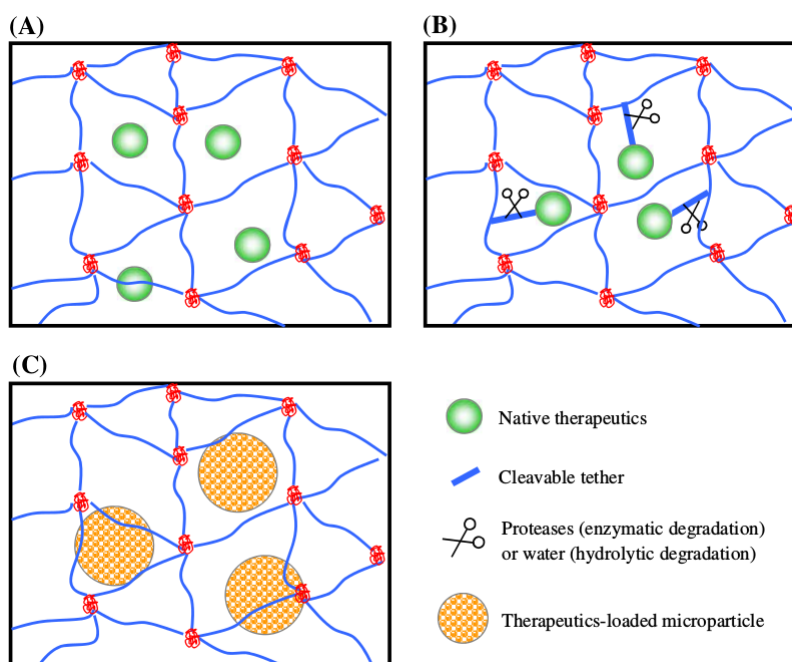 (A)
(B)
(C)
Native therapeutics
Cleavable tether
Proteases (enzymatic degradation)
or water (hydrolytic degradation)
Therapeutics-loaded microparticle